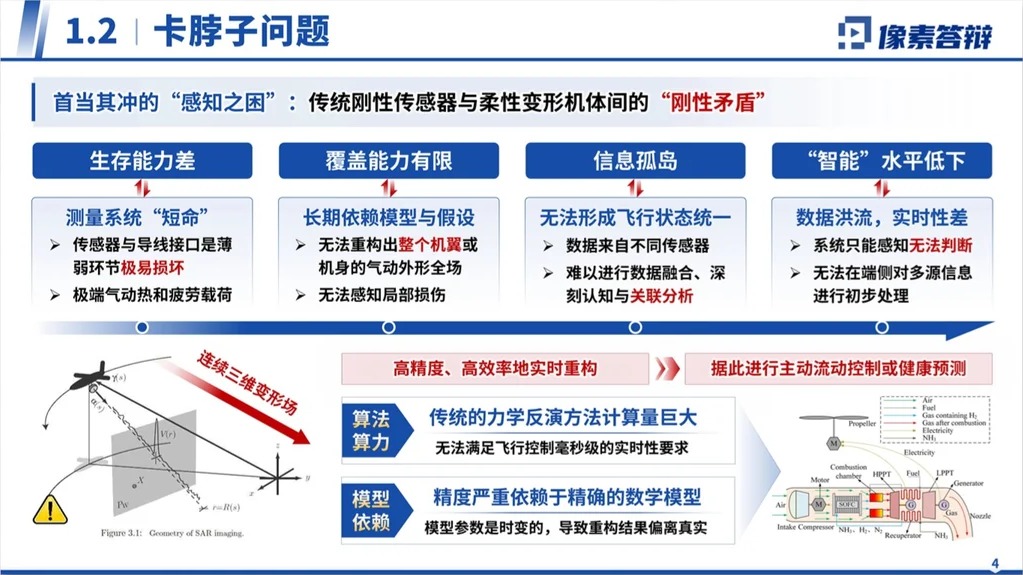 1.2 卡脖子问题
像素答辩
首当其冲的“感知之困”：传统刚性传感器与柔性变形机体间的“刚性矛盾”
生存能力差
测量系统“短命”
传感器与导线接口是薄
弱环节极易损坏
极端气动热和疲劳载荷
覆盖能力有限
长期依赖模型与假设
无法重构出整个机翼或
机身的气动外形全场
无法感知局部损伤
信息孤岛
无法形成飞行状态统一
数据来自不同传感器
难以进行数据融合、深
刻认知与关联分析
“智能”水平低下
数据洪流，实时性差
系统只能感知无法判断
无法在端侧对多源信息
进行初步处理
连续三维变形场
γ(s)
α(s)
V(r)
X
Pw
r=R(s)
z
y
x
Figure 3.1: Geometry of SAR imaging.
高精度、高效率地实时重构
据此进行主动流动控制或健康预测
算法
算力
传统的力学反演方法计算量巨大
无法满足飞行控制毫秒级的实时性要求
模型
依赖
精度严重依赖于精确的数学模型
模型参数是时变的，导致重构结果偏离真实
Air
Fuel
Gas containing H₂
Gas after combustion
Electricity
NH₃
Propeller
M
Electricity
Combustion
chamber
HPPT
Fuel
LPPT
Generator
Motor
Air
M
SOFC
G
G
Gas
Nozzle
Intake Compressor
NH₃、H₂、N₂
Recuperator
NH₃
4